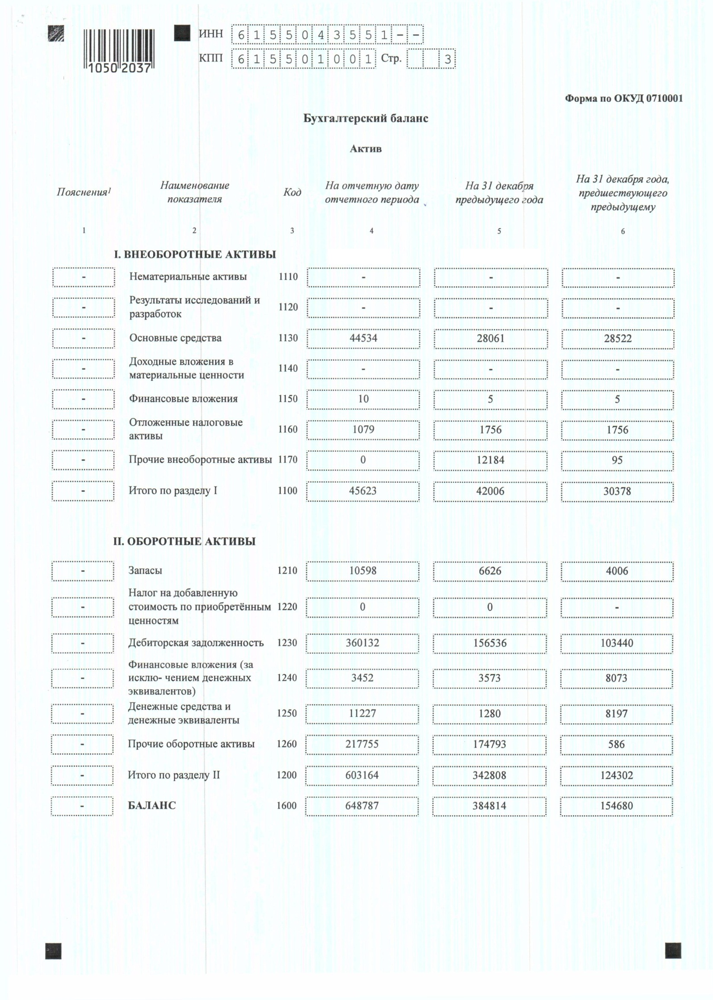 ИНН 6155043551--
КПП 615501001 Стр. 3
1050 2037
Форма по ОКУД 0710001
Бухгалтерский баланс
Актив
Пояснения1 Наименование показателя Код На отчетную дату отчетного периода На 31 декабря предыдущего года На 31 декабря года, предшествующего предыдущему
1 2 3 4 5 6
I. ВНЕОБОРОТНЫЕ АКТИВЫ
- Нематериальные активы 1110 - - -
- Результаты исследований и разработок 1120 - - -
- Основные средства 1130 44534 28061 28522
- Доходные вложения в материальные ценности 1140 - - -
- Финансовые вложения 1150 10 5 5
- Отложенные налоговые активы 1160 1079 1756 1756
- Прочие внеоборотные активы 1170 0 12184 95
- Итого по разделу I 1100 45623 42006 30378
II. ОБОРОТНЫЕ АКТИВЫ
- Запасы 1210 10598 6626 4006
- Налог на добавленную стоимость по приобретённым ценностям 1220 0 0 -
- Дебиторская задолженность 1230 360132 156536 103440
- Финансовые вложения (за исклю- чением денежных эквивалентов) 1240 3452 3573 8073
- Денежные средства и денежные эквиваленты 1250 11227 1280 8197
- Прочие оборотные активы 1260 217755 174793 586
- Итого по разделу II 1200 603164 342808 124302
- БАЛАНС 1600 648787 384814 154680